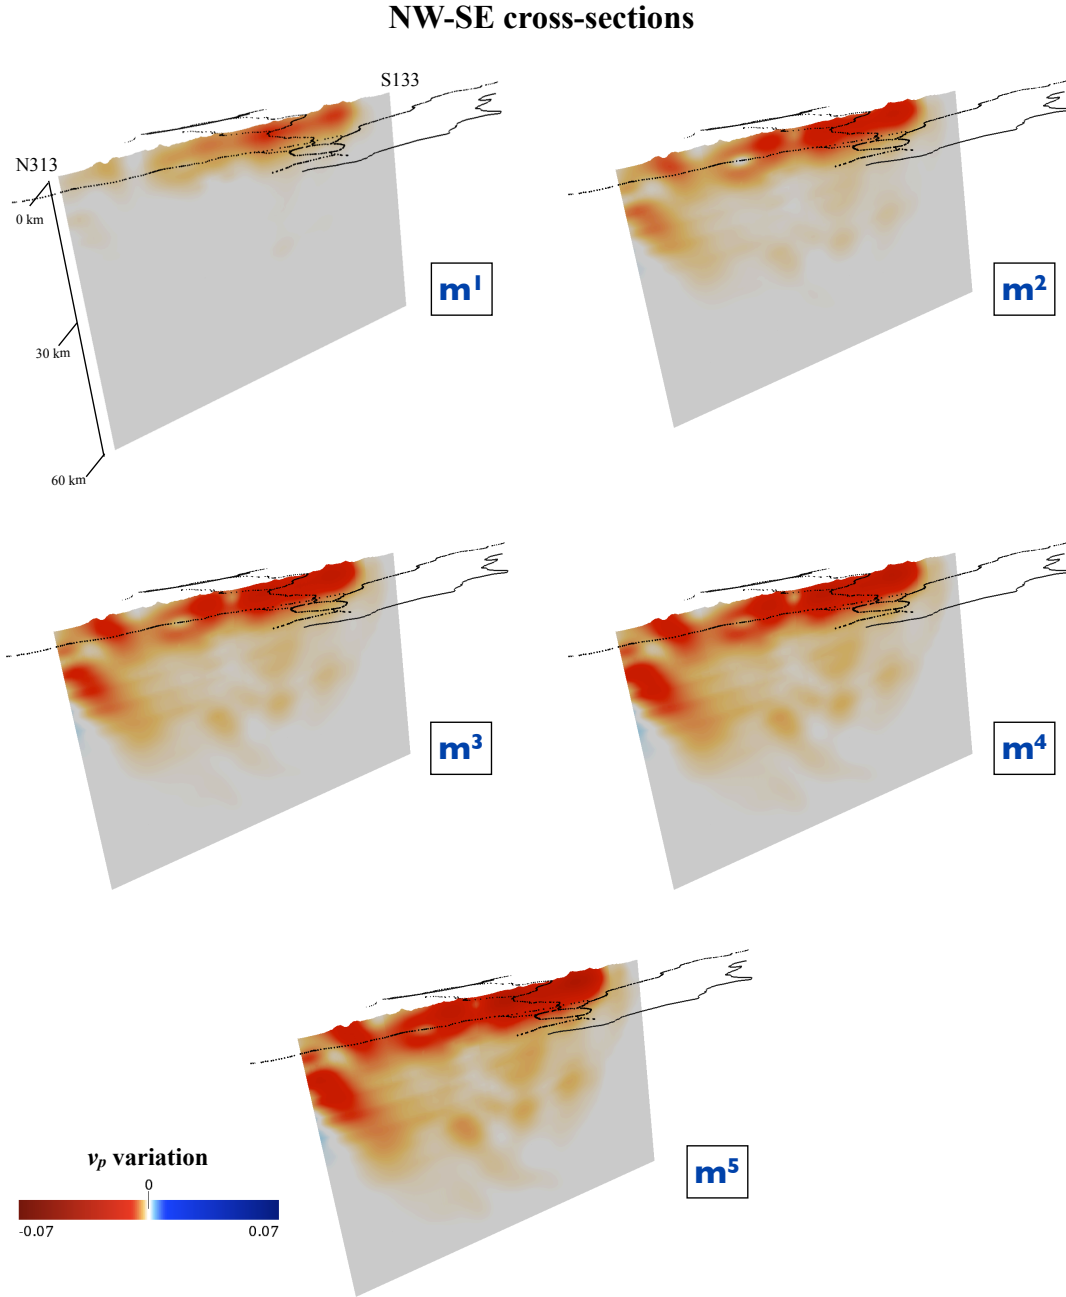 NW-SE cross-sections
S133
N313
0 km
30 km
60 km
m¹
m²
m³
m⁴
m⁵
vₚ variation
0
-0.07 0.07